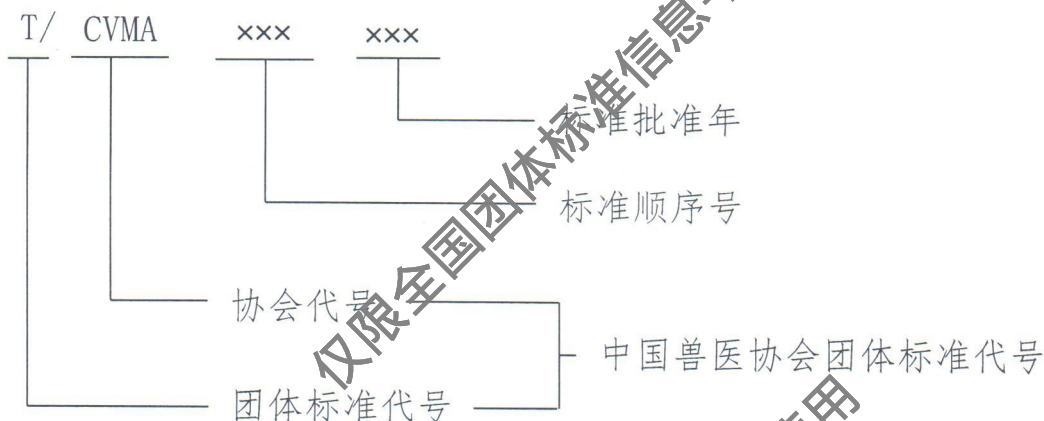 T/ CVMA ××× ×××
标准批准年
标准顺序号
协会代号
中国兽医协会团体标准代号
团体标准代号
仅限全国团体标准信息
用